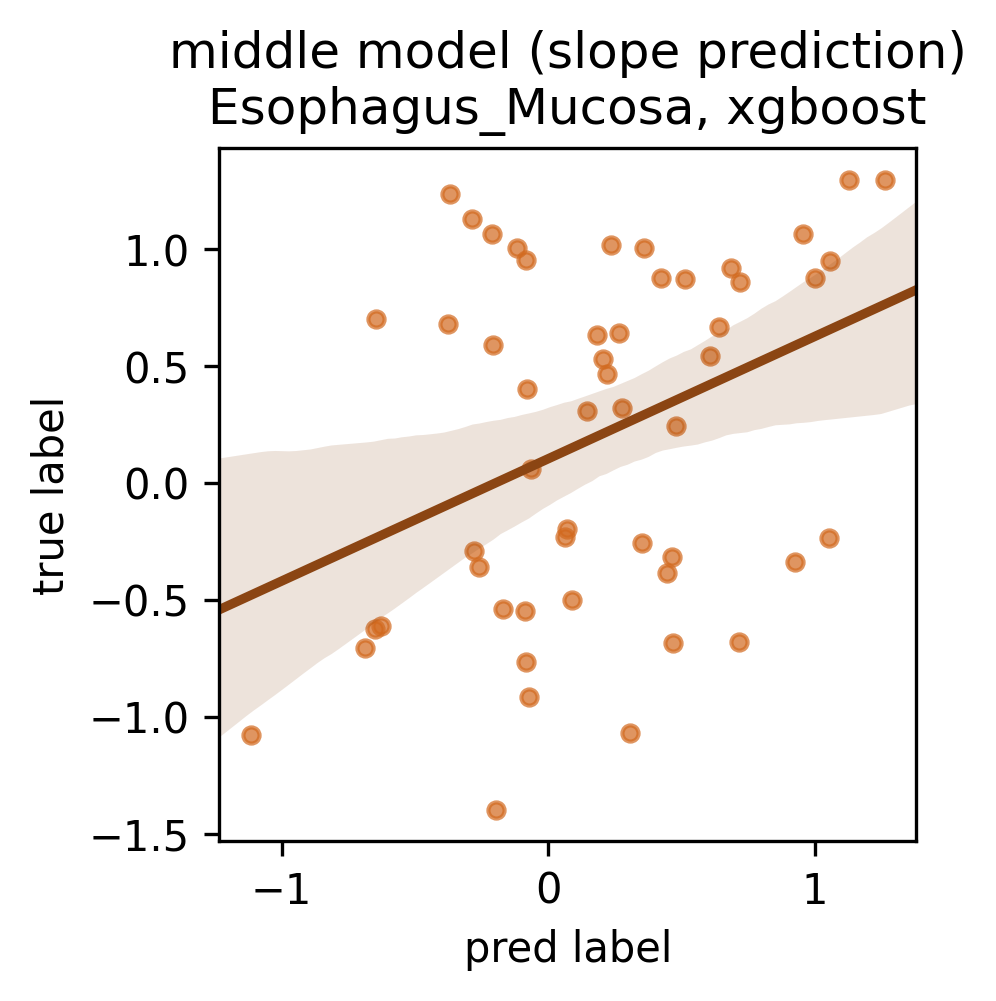 middle model (slope prediction)
Esophagus_Mucosa, xgboost
1.0
0.5
0.0
−0.5
−1.0
−1.5
true label
−1
0
1
pred label